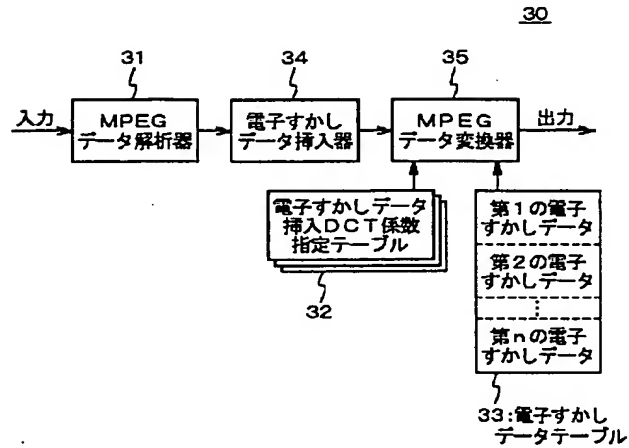 30
31
34
35
入力
MPEG
データ解析器
電子すかし
データ挿入器
MPEG
データ変換器
出力
電子すかしデータ
挿入DCT係数
指定テーブル
32
第1の電子
すかしデータ
第2の電子
すかしデータ
⋮
第nの電子
すかしデータ
33:電子すかし
データテーブル